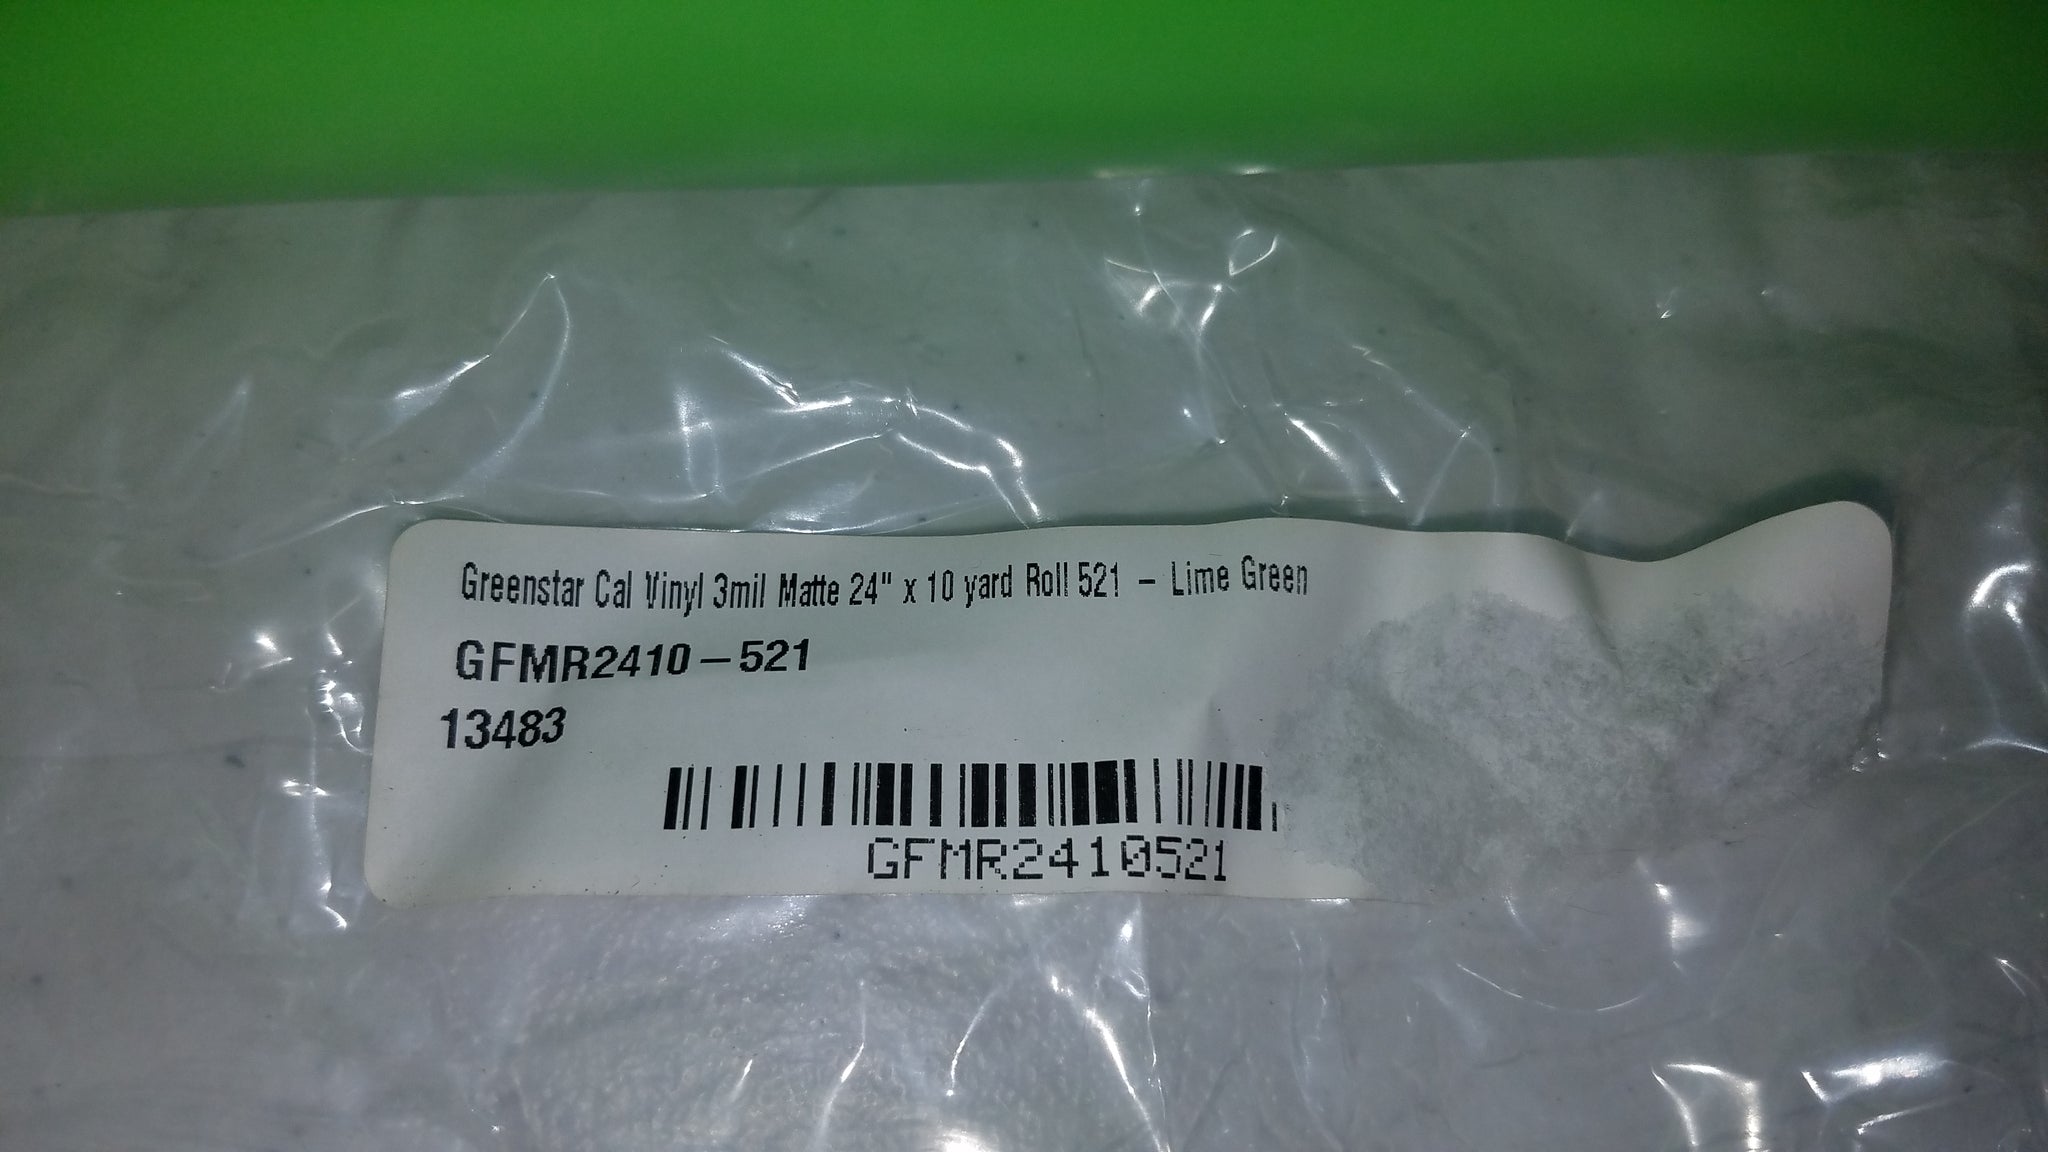 Greenstar Cal Vinyl 3mil Matte 24" x 10 yard Roll 521 – Lime Green
GFMR2410–521
13483
GFMR2410521